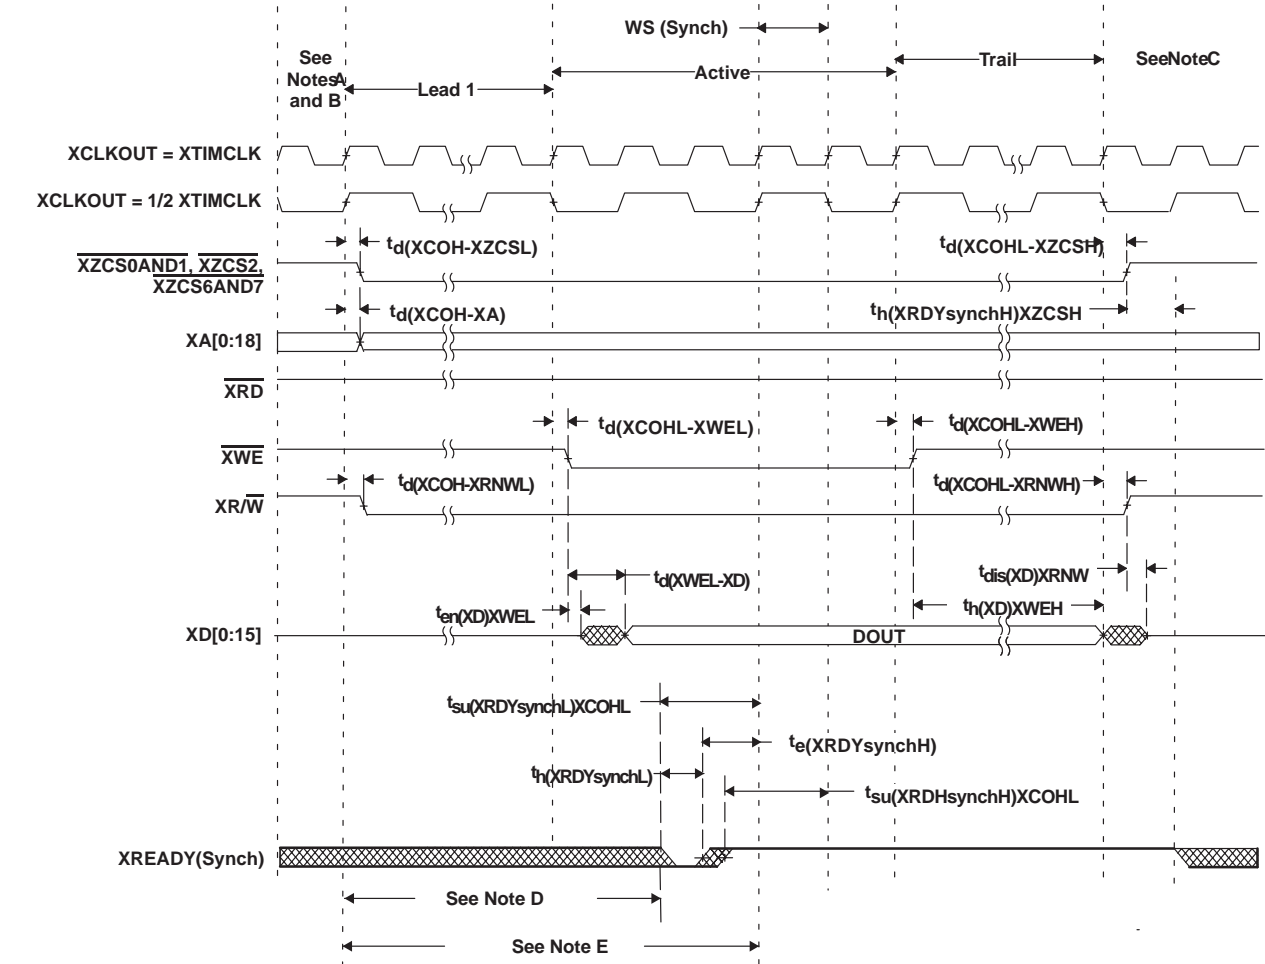 WS (Synch)
See
NotesA
and B
Lead 1
Active
Trail
SeeNoteC
XCLKOUT = XTIMCLK
XCLKOUT = 1/2 XTIMCLK
td(XCOH-XZCSL)
td(XCOHL-XZCSH)
XZCS0AND1, XZCS2,
XZCS6AND7
td(XCOH-XA)
th(XRDYsynchH)XZCSH
XA[0:18]
XRD
td(XCOHL-XWEL)
td(XCOHL-XWEH)
XWE
td(XCOH-XRNWL)
td(XCOHL-XRNWH)
XR/W
td(XWEL-XD)
tdis(XD)XRNW
ten(XD)XWEL
th(XD)XWEH
XD[0:15]
DOUT
tsu(XRDYsynchL)XCOHL
te(XRDYsynchH)
th(XRDYsynchL)
tsu(XRDHsynchH)XCOHL
XREADY(Synch)
See Note D
See Note E